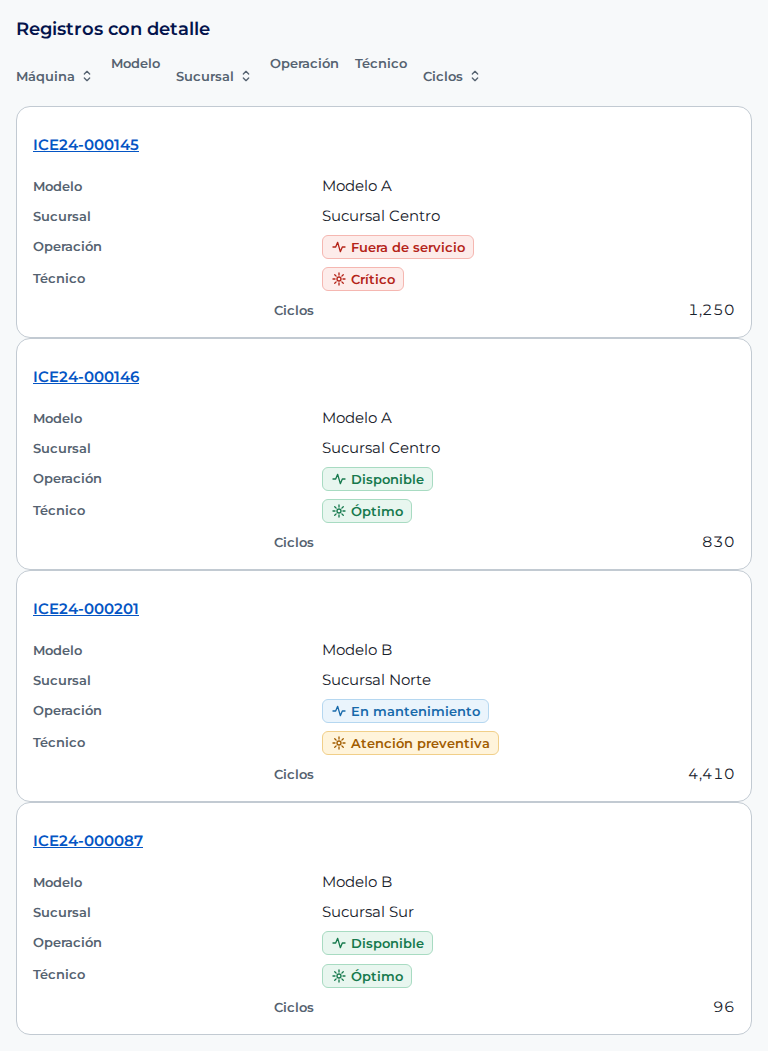 Registros con detalle
Máquina Modelo Sucursal Operación Técnico Ciclos
ICE24-000145
Modelo Modelo A
Sucursal Sucursal Centro
Operación Fuera de servicio
Técnico Crítico
Ciclos 1,250
ICE24-000146
Modelo Modelo A
Sucursal Sucursal Centro
Operación Disponible
Técnico Óptimo
Ciclos 830
ICE24-000201
Modelo Modelo B
Sucursal Sucursal Norte
Operación En mantenimiento
Técnico Atención preventiva
Ciclos 4,410
ICE24-000087
Modelo Modelo B
Sucursal Sucursal Sur
Operación Disponible
Técnico Óptimo
Ciclos 96